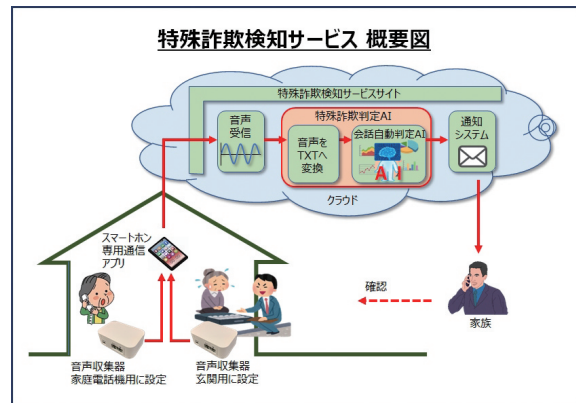 特殊詐欺検知サービス 概要図
特殊詐欺検知サービスサイト
音声
受信
特殊詐欺判定AI
音声を
TXTへ
変換
会話自動判定AI
AI
通知
システム
クラウド
スマートホン
専用通信
アプリ
確認
家族
音声収集器
家庭電話機用に設定
音声収集器
玄関用に設定